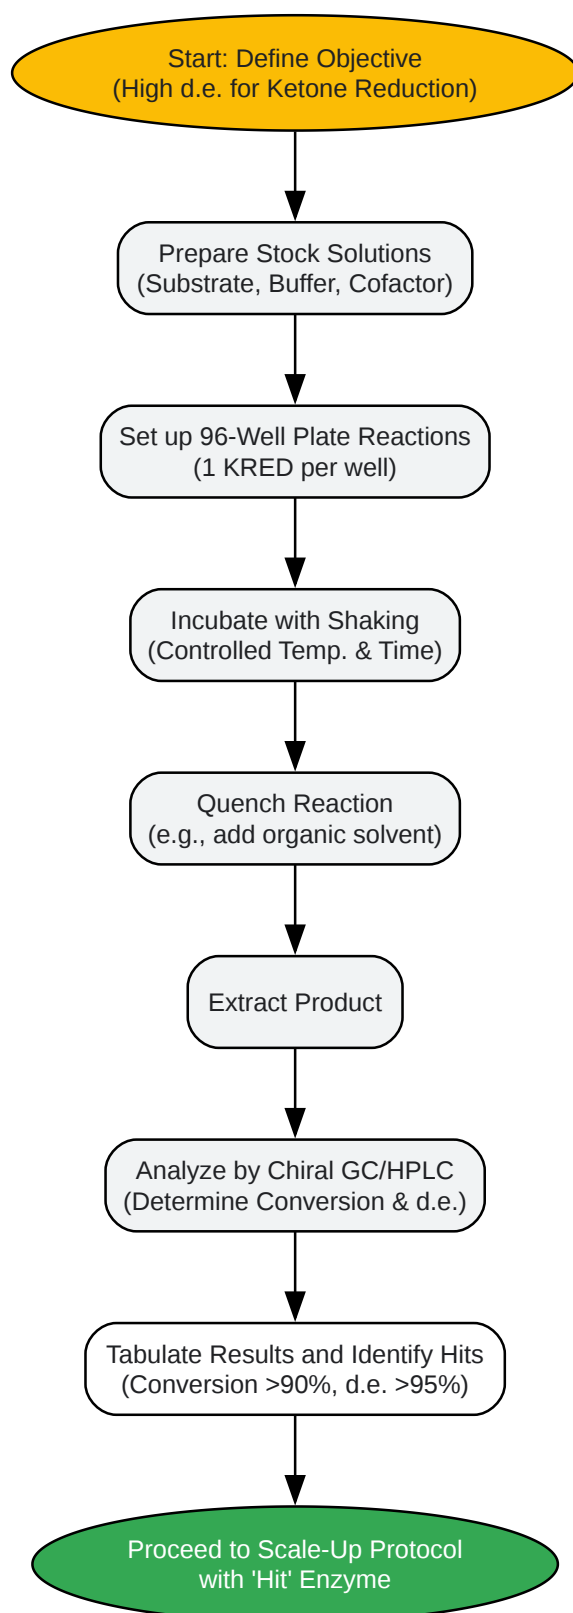 Start: Define Objective
(High d.e. for Ketone Reduction)
Prepare Stock Solutions
(Substrate, Buffer, Cofactor)
Set up 96-Well Plate Reactions
(1 KRED per well)
Incubate with Shaking
(Controlled Temp. & Time)
Quench Reaction
(e.g., add organic solvent)
Extract Product
Analyze by Chiral GC/HPLC
(Determine Conversion & d.e.)
Tabulate Results and Identify Hits
(Conversion >90%, d.e. >95%)
Proceed to Scale-Up Protocol
with 'Hit' Enzyme